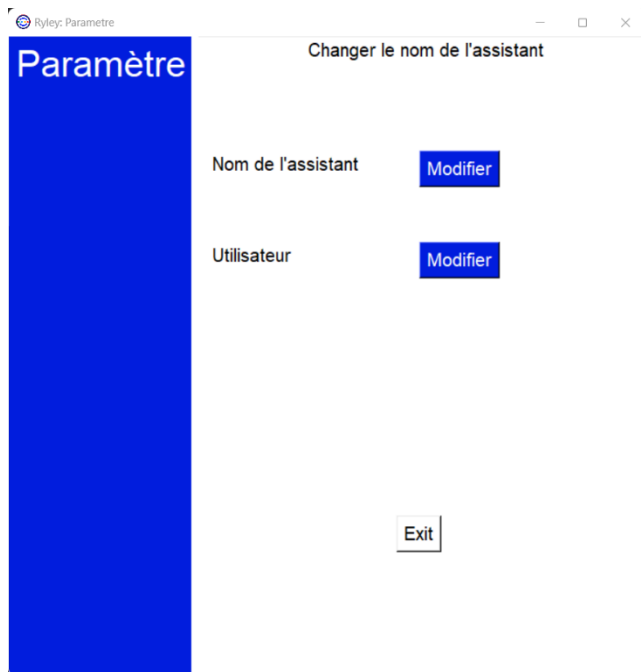 Ryley: Parametre
Paramètre
Changer le nom de l'assistant
Nom de l'assistant
Modifier
Utilisateur
Modifier
Exit